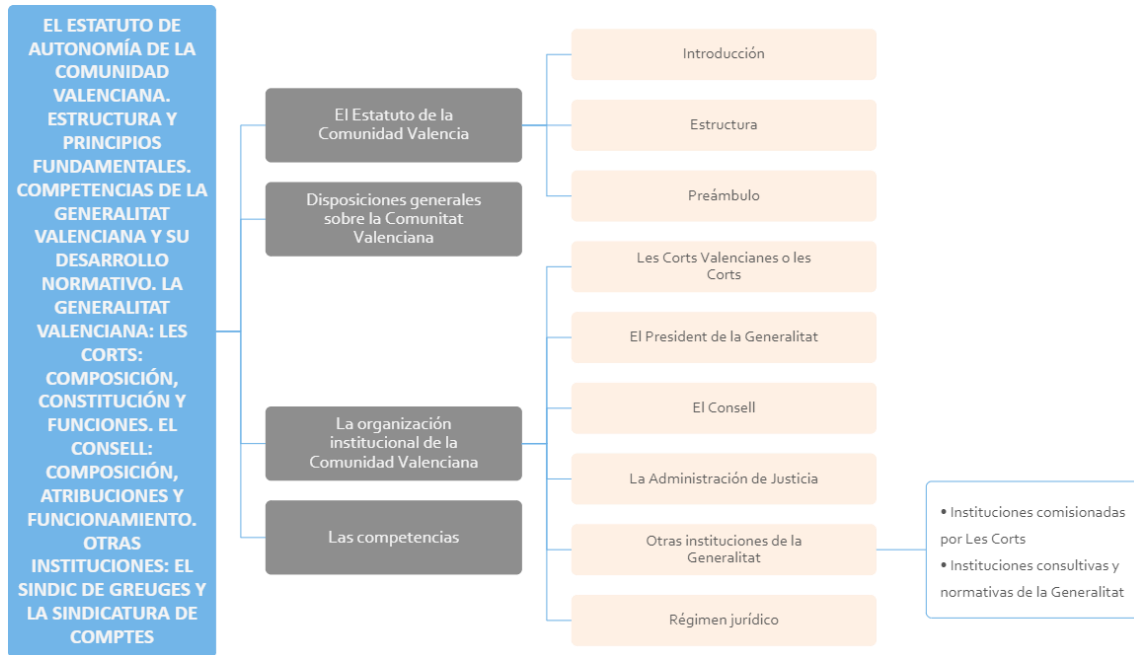 EL ESTATUTO DE
AUTONOMÍA DE LA
COMUNIDAD
VALENCIANA.
ESTRUCTURA Y
PRINCIPIOS
FUNDAMENTALES.
COMPETENCIAS DE LA
GENERALITAT
VALENCIANA Y SU
DESARROLLO
NORMATIVO. LA
GENERALITAT
VALENCIANA: LES
CORTS:
COMPOSICIÓN,
CONSTITUCIÓN Y
FUNCIONES. EL
CONSELL:
COMPOSICIÓN,
ATRIBUCIONES Y
FUNCIONAMIENTO.
OTRAS
INSTITUCIONES: EL
SINDIC DE GREUGES Y
LA SINDICATURA DE
COMPTES
El Estatuto de la
Comunidad Valencia
Introducción
Estructura
Preámbulo
Disposiciones generales
sobre la Comunitat
Valenciana
La organización
institucional de la
Comunidad Valenciana
Les Corts Valencianes o les
Corts
El President de la Generalitat
El Consell
La Administración de Justicia
Otras instituciones de la
Generalitat
• Instituciones comisionadas
por Les Corts
• Instituciones consultivas y
normativas de la Generalitat
Régimen jurídico
Las competencias